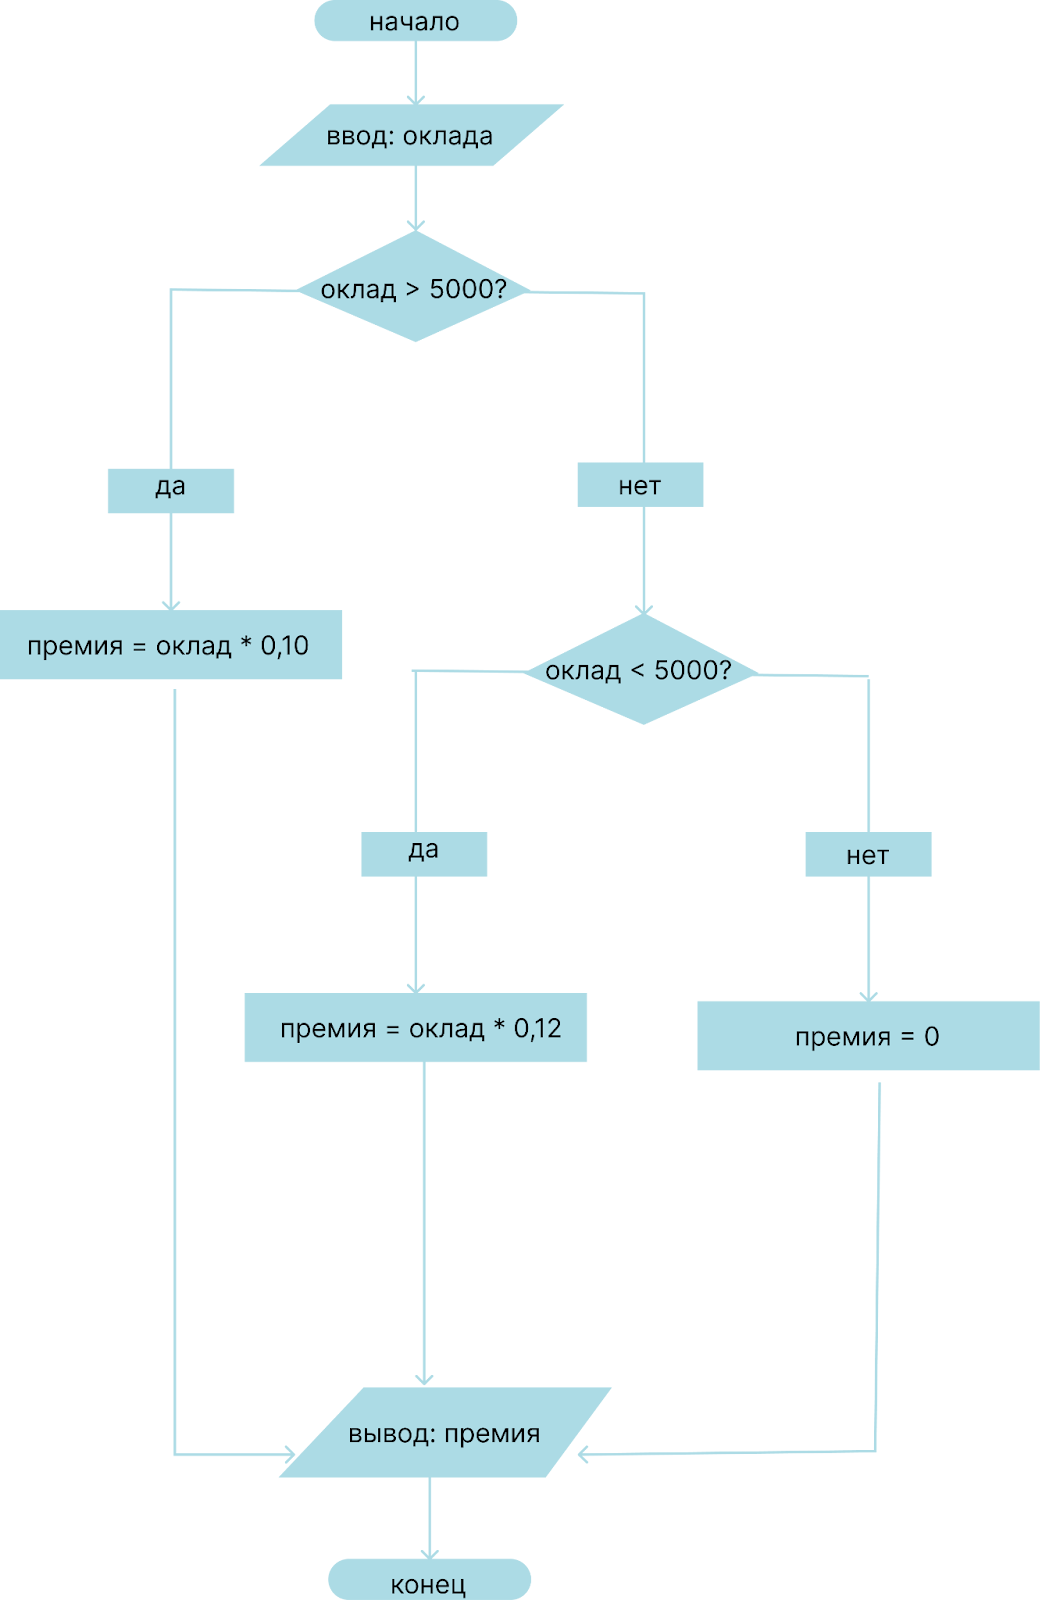 начало
ввод: оклада
оклад > 5000?
да
нет
премия = оклад * 0,10
оклад < 5000?
да
нет
премия = оклад * 0,12
премия = 0
вывод: премия
конец